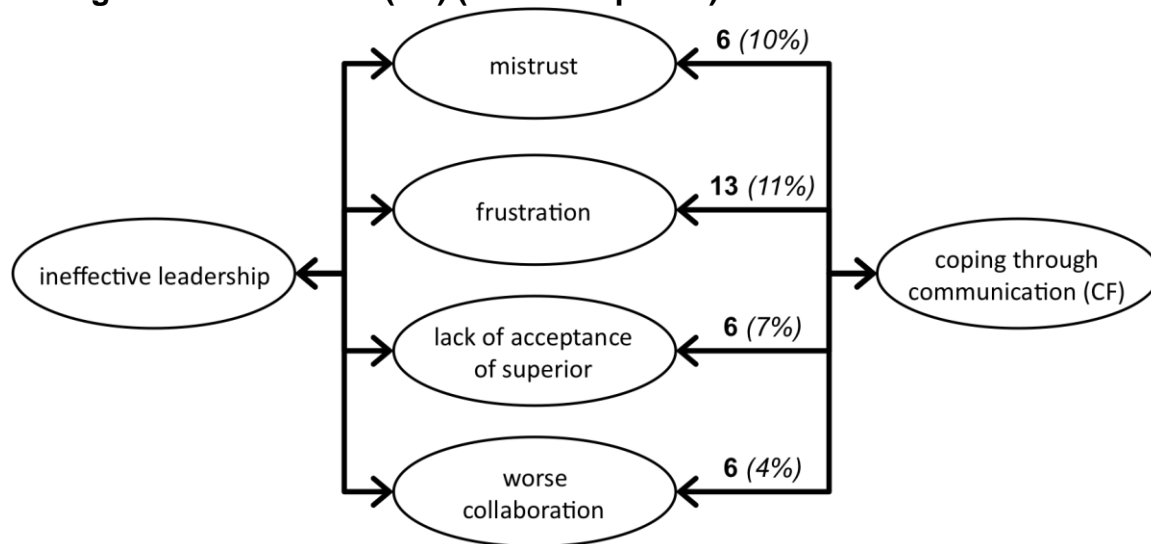 mistrust
6 (10%)
frustration
13 (11%)
ineffective leadership
coping through
communication (CF)
lack of acceptance
of superior
6 (7%)
worse
collaboration
6 (4%)